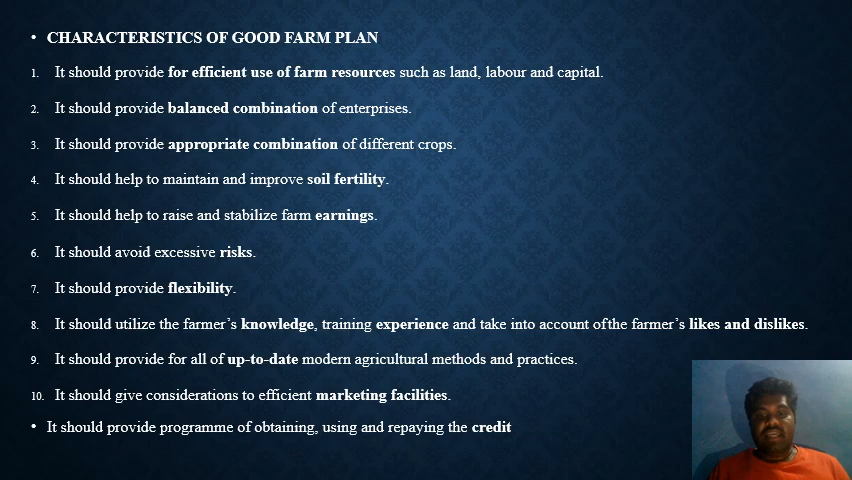 • CHARACTERISTICS OF GOOD FARM PLAN
1. It should provide for efficient use of farm resources such as land, labour and capital.
2. It should provide balanced combination of enterprises.
3. It should provide appropriate combination of different crops.
4. It should help to maintain and improve soil fertility.
5. It should help to raise and stabilize farm earnings.
6. It should avoid excessive risks.
7. It should provide flexibility.
8. It should utilize the farmer’s knowledge, training experience and take into account of the farmer’s likes and dislikes.
9. It should provide for all of up-to-date modern agricultural methods and practices.
10. It should give considerations to efficient marketing facilities.
• It should provide programme of obtaining, using and repaying the credit